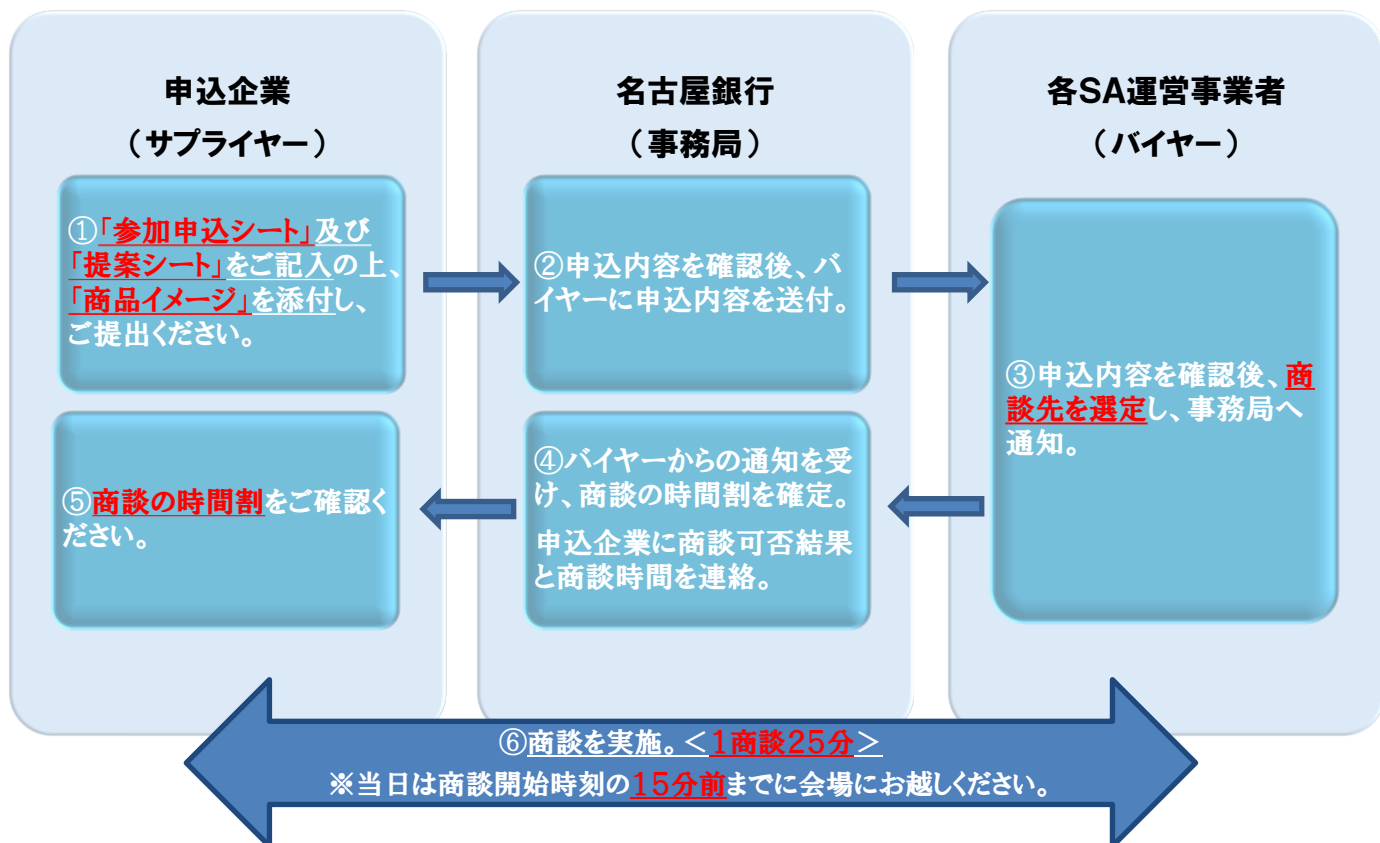 申込企業
（サプライヤー）
名古屋銀行
（事務局）
各SA運営事業者
（バイヤー）
①「参加申込シート」及び
「提案シート」をご記入の上、
「商品イメージ」を添付し、
ご提出ください。
②申込内容を確認後、バ
イヤーに申込内容を送付。
③申込内容を確認後、商
談先を選定し、事務局へ
通知。
④バイヤーからの通知を受
け、商談の時間割を確定。
申込企業に商談可否結果
と商談時間を連絡。
⑤商談の時間割をご確認く
ださい。
⑥商談を実施。＜1商談25分＞
※当日は商談開始時刻の15分前までに会場にお越しください。